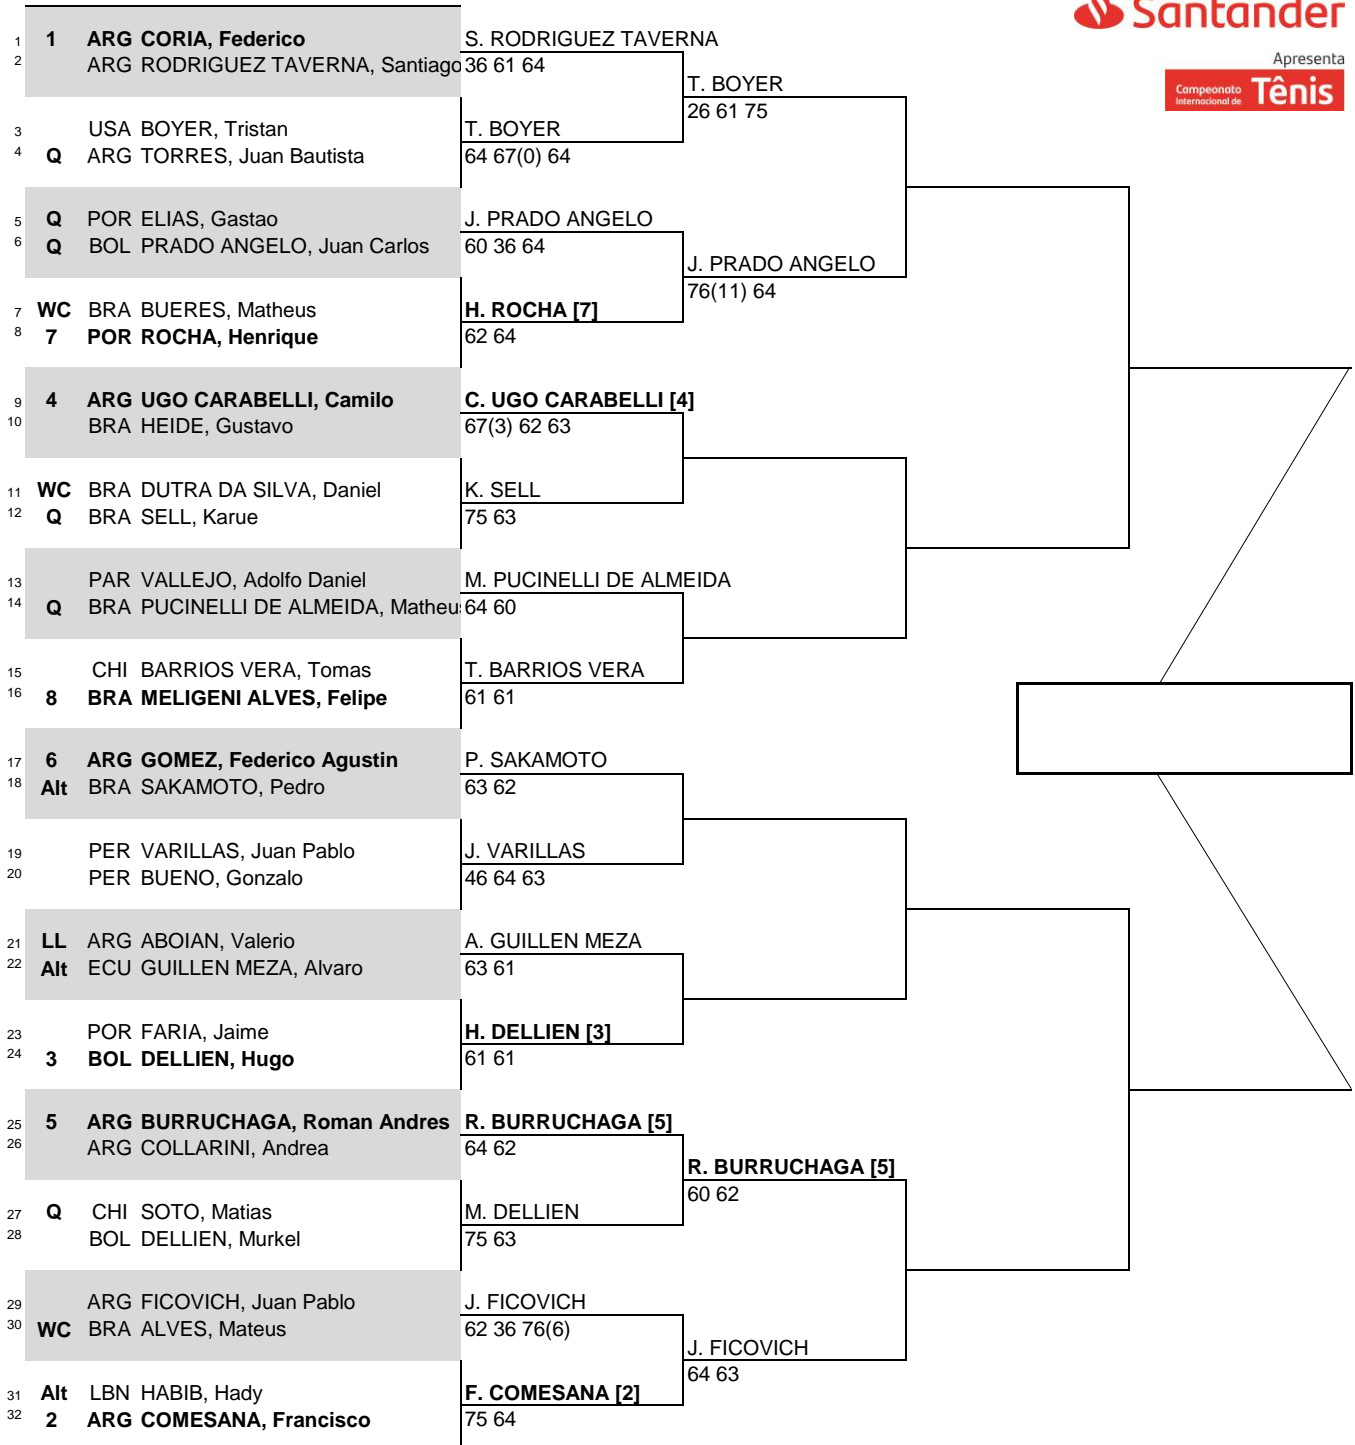 Santander
Apresenta
Campeonato Internacional de Tênis
1 1 ARG CORIA, Federico
2 ARG RODRIGUEZ TAVERNA, Santiago
S. RODRIGUEZ TAVERNA
36 61 64
T. BOYER
26 61 75
3 USA BOYER, Tristan
4 Q ARG TORRES, Juan Bautista
T. BOYER
64 67(0) 64
5 Q POR ELIAS, Gastao
6 Q BOL PRADO ANGELO, Juan Carlos
J. PRADO ANGELO
60 36 64
J. PRADO ANGELO
76(11) 64
7 WC BRA BUERES, Matheus
8 7 POR ROCHA, Henrique
H. ROCHA [7]
62 64
9 4 ARG UGO CARABELLI, Camilo
10 BRA HEIDE, Gustavo
C. UGO CARABELLI [4]
67(3) 62 63
11 WC BRA DUTRA DA SILVA, Daniel
12 Q BRA SELL, Karue
K. SELL
75 63
13 PAR VALLEJO, Adolfo Daniel
14 Q BRA PUCINELLI DE ALMEIDA, Matheus
M. PUCINELLI DE ALMEIDA
64 60
15 CHI BARRIOS VERA, Tomas
16 8 BRA MELIGENI ALVES, Felipe
T. BARRIOS VERA
61 61
17 6 ARG GOMEZ, Federico Agustin
18 Alt BRA SAKAMOTO, Pedro
P. SAKAMOTO
63 62
19 PER VARILLAS, Juan Pablo
20 PER BUENO, Gonzalo
J. VARILLAS
46 64 63
21 LL ARG ABOIAN, Valerio
22 Alt ECU GUILLEN MEZA, Alvaro
A. GUILLEN MEZA
63 61
23 POR FARIA, Jaime
24 3 BOL DELLIEN, Hugo
H. DELLIEN [3]
61 61
25 5 ARG BURRUCHAGA, Roman Andres
26 ARG COLLARINI, Andrea
R. BURRUCHAGA [5]
64 62
R. BURRUCHAGA [5]
60 62
27 Q CHI SOTO, Matias
28 BOL DELLIEN, Murkel
M. DELLIEN
75 63
29 ARG FICOVICH, Juan Pablo
30 WC BRA ALVES, Mateus
J. FICOVICH
62 36 76(6)
J. FICOVICH
64 63
31 Alt LBN HABIB, Hady
32 2 ARG COMESANA, Francisco
F. COMESANA [2]
75 64